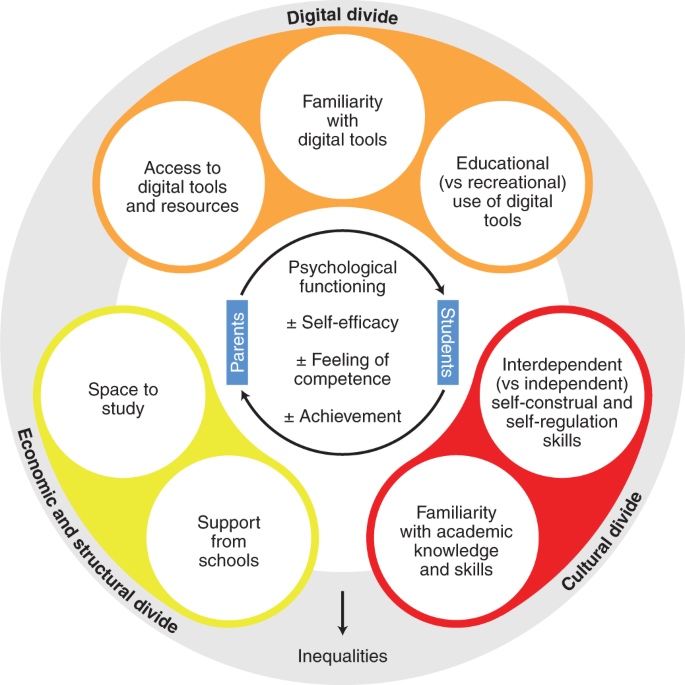 Digital divide
Familiarity
with
digital tools
Access to
digital tools
and resources
Educational
(vs recreational)
use of digital
tools
Psychological
functioning
± Self-efficacy
± Feeling of
competence
± Achievement
Parents
Students
Space to
study
Support
from
schools
Economic and structural divide
Interdependent
(vs independent)
self-construal and
self-regulation
skills
Familiarity
with academic
knowledge
and skills
Cultural divide
Inequalities